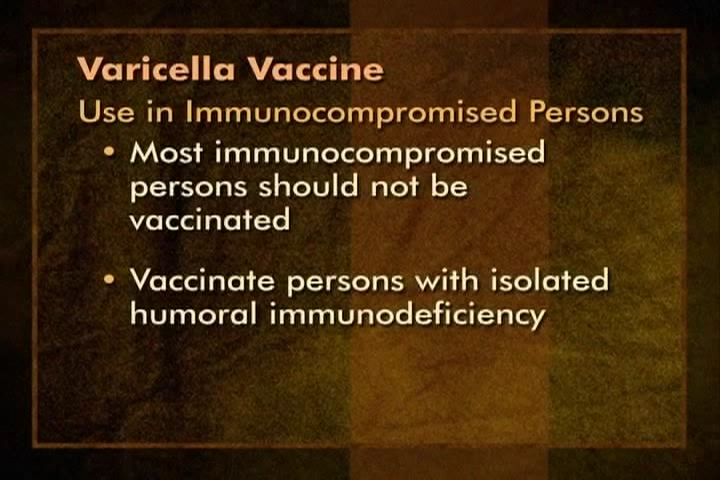 Varicella Vaccine
Use in Immunocompromised Persons
• Most immunocompromised
persons should not be
vaccinated
• Vaccinate persons with isolated
humoral immunodeficiency